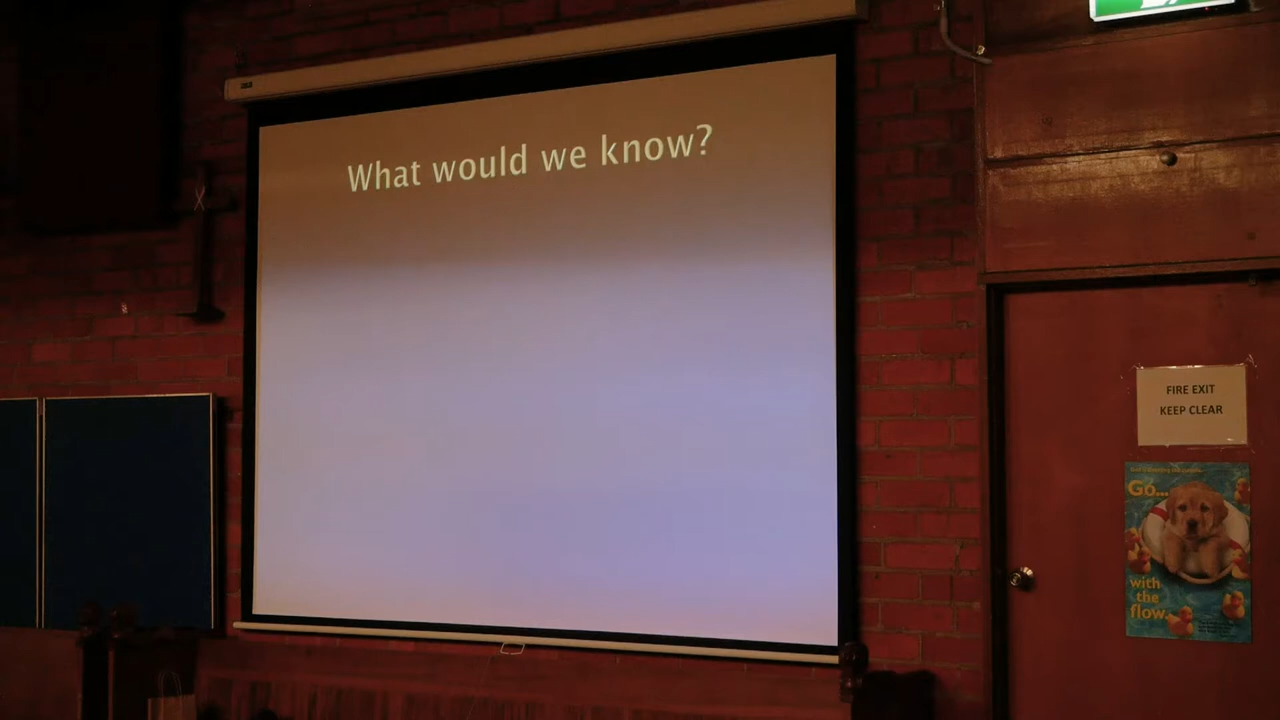 What would we know?
FIRE EXIT
KEEP CLEAR
Go...
with
the
flow.